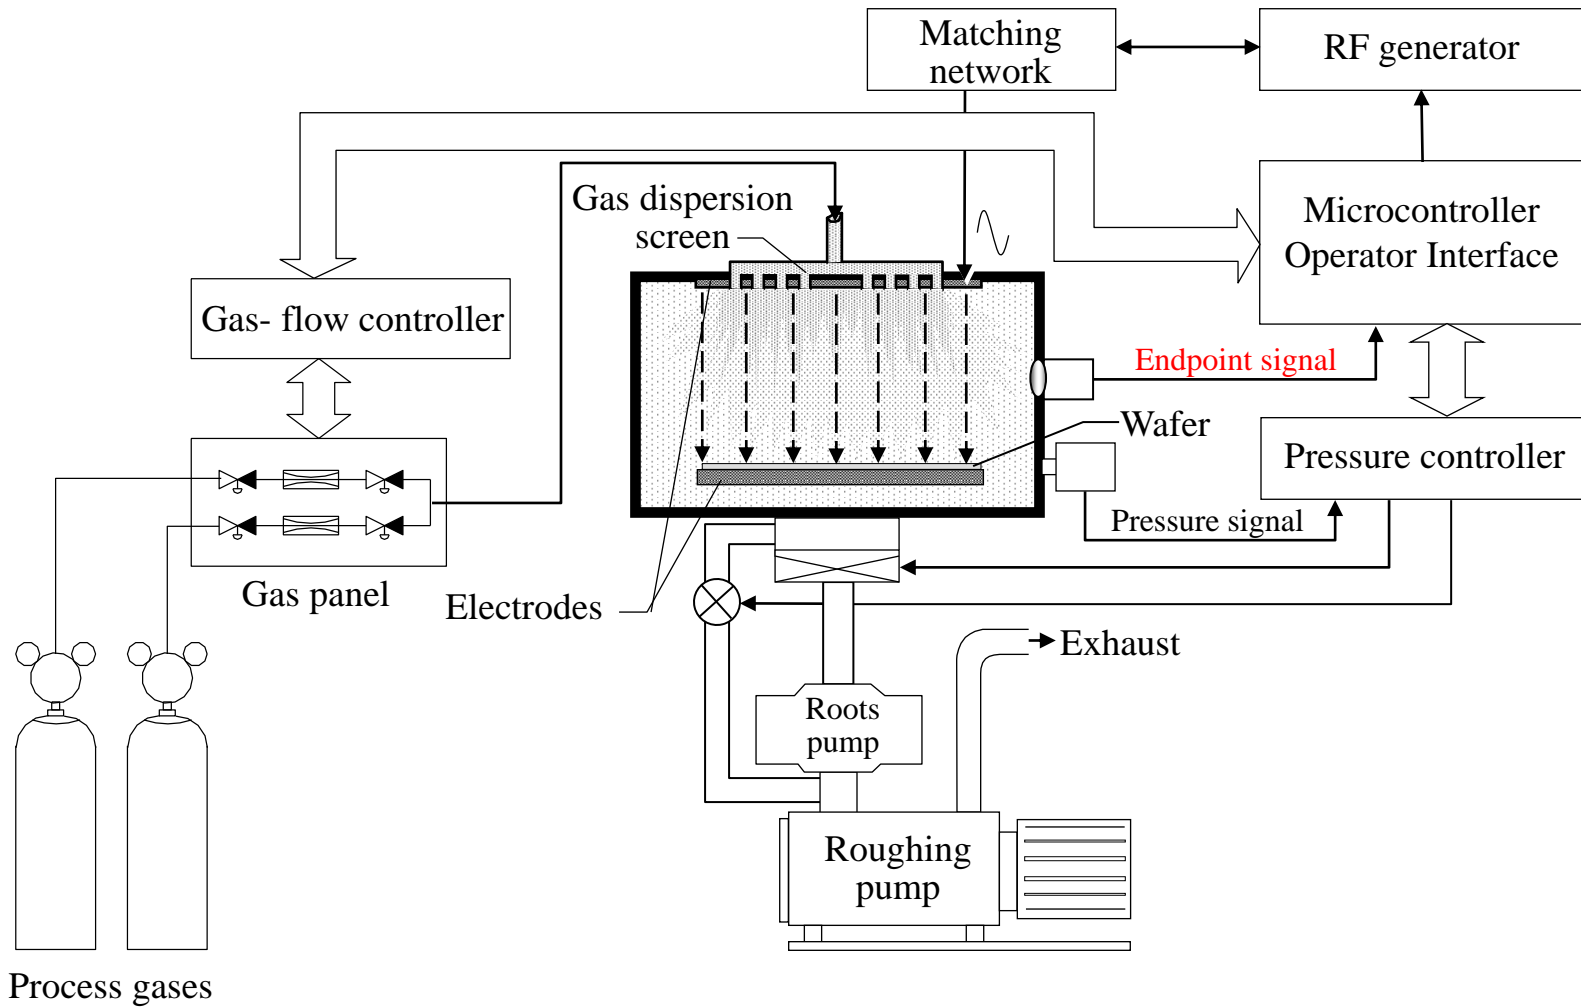 Matching
network
RF generator
Gas dispersion
screen
Microcontroller
Operator Interface
Gas- flow controller
Endpoint signal
Wafer
Pressure controller
Pressure signal
Gas panel
Electrodes
Exhaust
Roots
pump
Roughing
pump
Process gases